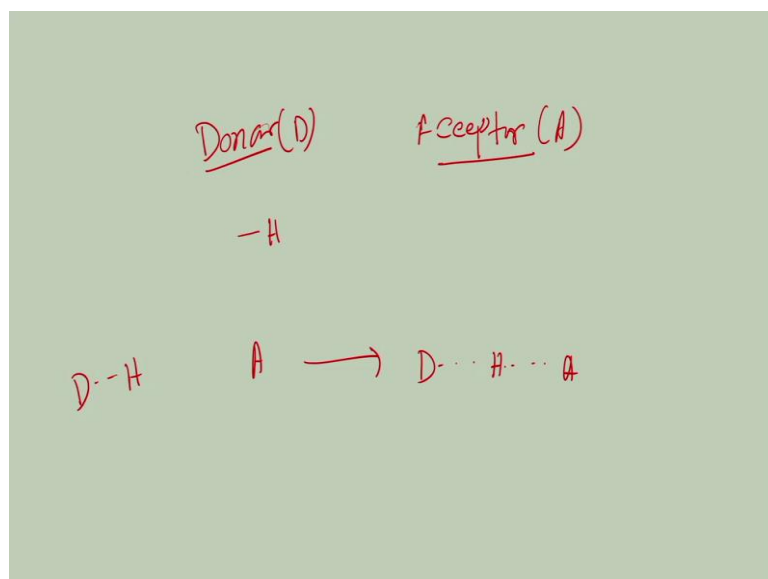 Donar (D) Acceptor (A)
- H
D--H A → D.... H.... A